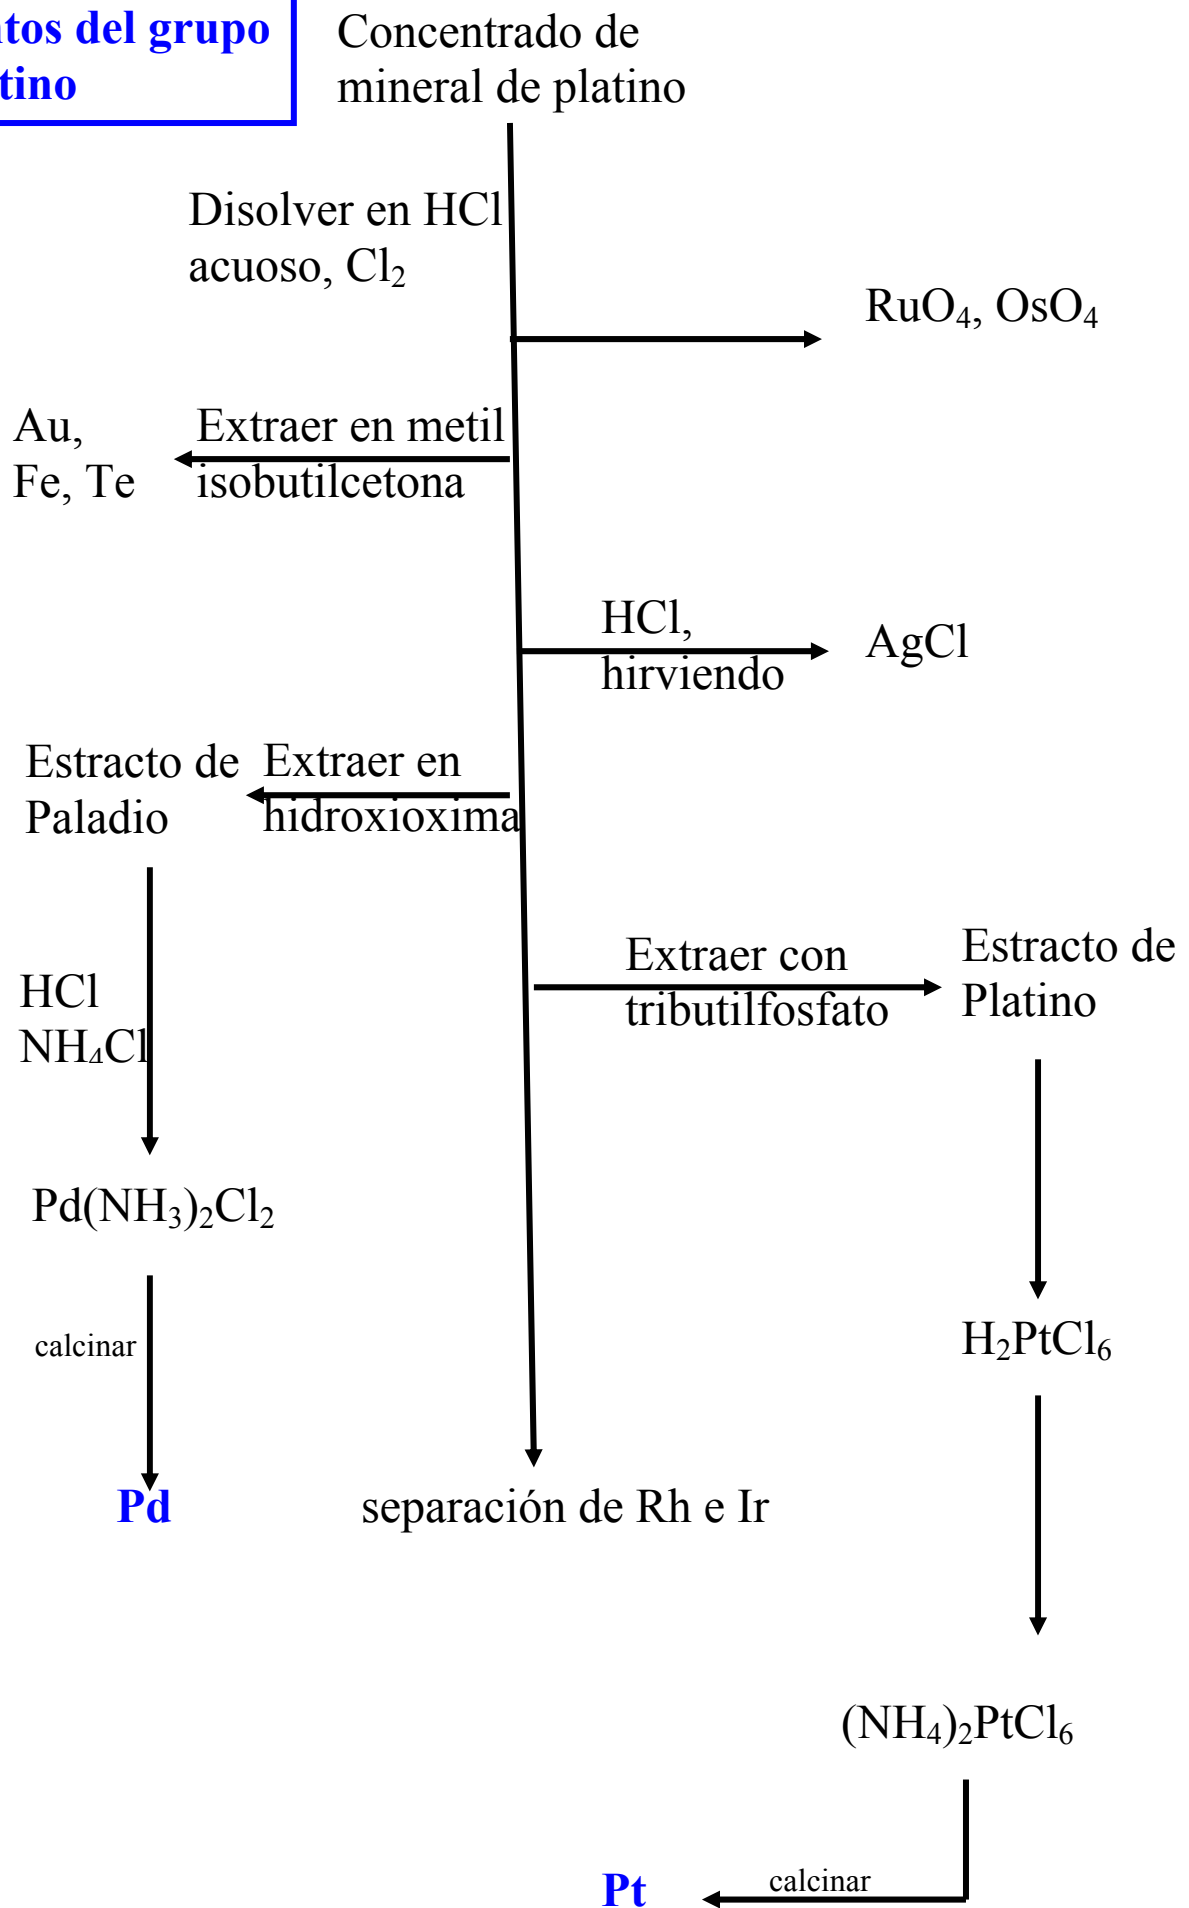 ntos del grupo
tino
Concentrado de
mineral de platino
Disolver en HCl
acuoso, Cl₂
RuO₄, OsO₄
Au,
Fe, Te
Extraer en metil
isobutilcetona
HCl,
hirviendo
AgCl
Estracto de
Paladio
Extraer en
hidroxioxima
Extraer con
tributilfosfato
Estracto de
Platino
HCl
NH₄Cl
Pd(NH₃)₂Cl₂
calcinar
H₂PtCl₆
Pd
separación de Rh e Ir
(NH₄)₂PtCl₆
calcinar
Pt